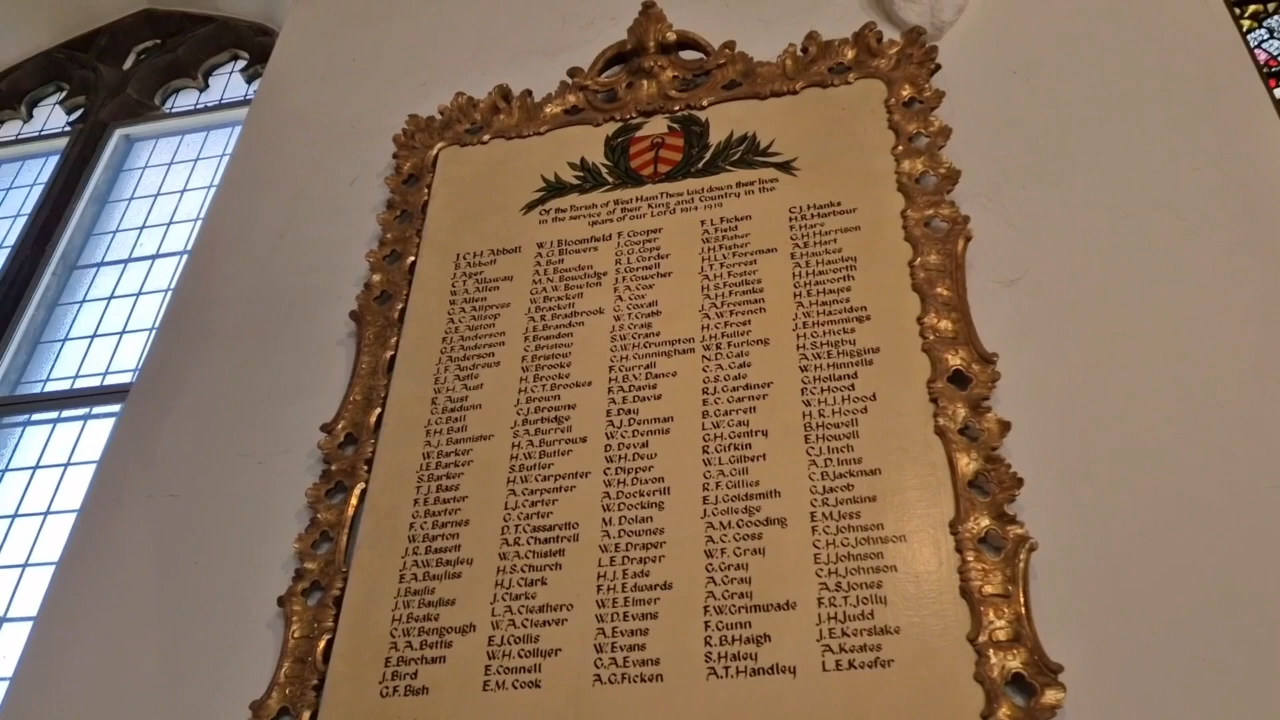 Of the Parish of West Ham These laid down their lives
in the service of their King and Country in the
years of our Lord 1914-1919
J.C.H. Abbott
B. Abbott
J. Ager
C.T. Allaway
W.A. Allen
W. Allen
G.A. Allpress
A.C. Allsop
G.E. Alston
F.J. Anderson
G.F. Anderson
J. Anderson
J.F. Andrews
E.J. Astle
W.H. Aust
R. Aust
G. Baldwin
J.G. Ball
F.H. Ball
A.J. Bannister
W. Barker
J.E. Barker
S. Barker
T.J. Bass
F.E. Baxter
G. Baxter
F.C. Barnes
W. Barton
J.R. Bassett
J.A.W. Bayley
E.A. Bayliss
J. Baylis
J.W. Bayliss
H. Beake
C.W. Bengough
A.A. Bettis
E. Bircham
J. Bird
G.F. Bish
W.J. Bloomfield
A.G. Blowers
A. Bott
A.E. Bowden
M.N. Bowdidge
G.A.W. Bowton
W. Brackett
J. Brackett
A.R. Bradbrook
J.E. Brandon
F. Brandon
C. Bristow
F. Bristow
W. Brooke
H. Brooke
H.C.T. Brookes
J. Brown
C.J. Browne
J. Burbidge
S.A. Burrell
H.A. Burrows
H.W. Butler
S. Butler
H.W. Carpenter
A. Carpenter
L.J. Carter
G. Carter
D.T. Cassaretto
A.R. Chantrell
W.A. Chislett
H.S. Church
H.J. Clark
J. Clarke
L.A. Cleathero
W.A. Cleaver
E.J. Collis
W.H. Collyer
E. Connell
E.M. Cook
F. Cooper
J. Cooper
G.G. Cope
R.L. Corder
S. Cornell
J.F. Cowcher
F.A. Cox
A. Cox
G. Coxall
W.T. Crabb
J.S. Craig
S.W. Crane
G.W.H. Crumpton
C.H. Cunningham
F. Currall
H.B.V. Dance
F.A. Davis
A.E. Davis
E. Day
A.J. Denman
W.C. Dennis
D. Deval
W.H. Dew
C. Dipper
W.H. Dixon
A. Dockerill
W. Docking
M. Dolan
A. Downes
W.E. Draper
L.E. Draper
H.J. Eade
F.H. Edwards
W.E. Elmer
W.D. Evans
A. Evans
W. Evans
G.A. Evans
A.G. Ficken
F.L. Ficken
A. Field
W.S. Fisher
J.H. Fisher
H.L.V. Foreman
J.T. Forrest
A.H. Foster
H.S. Foulkes
A.H. Franks
J.A. Freeman
A.W. French
H.C. Frost
J.H. Fuller
W.R. Furlong
N.D. Gale
C.A. Gale
G.S. Gale
R.J. Gardiner
E.C. Garner
B. Garrett
L.W. Gay
G.H. Gentry
R. Gifkin
W.L. Gilbert
G.A. Gill
R.F. Gillies
E.J. Goldsmith
J. Golledge
A.M. Gooding
A.C. Goss
W.F. Gray
G. Gray
A. Gray
A. Gray
F.W. Grimwade
F. Gunn
R.B. Haigh
S. Haley
A.T. Handley
C.J. Hanks
H.R. Harbour
F. Hare
G.H. Harrison
A.E. Hart
E. Hawkes
A.E. Hawley
H. Haworth
G. Haworth
H.E. Hayes
A. Haynes
J.W. Hazelden
J.E. Hemmings
H.G. Hicks
H.S. Higby
A.W.E. Higgins
W.H. Hinnells
G. Holland
P.C. Hood
W.H.J. Hood
H.R. Hood
B. Howell
E. Howell
C.J. Inch
A.D. Inns
C.B. Jackman
G. Jacob
C.R. Jenkins
E.M. Jess
F.C. Johnson
C.H.G. Johnson
E.J. Johnson
C.H. Johnson
A.S. Jones
F.R.T. Jolly
J.H. Judd
J.E. Kerslake
A. Keates
L.E. Keefer